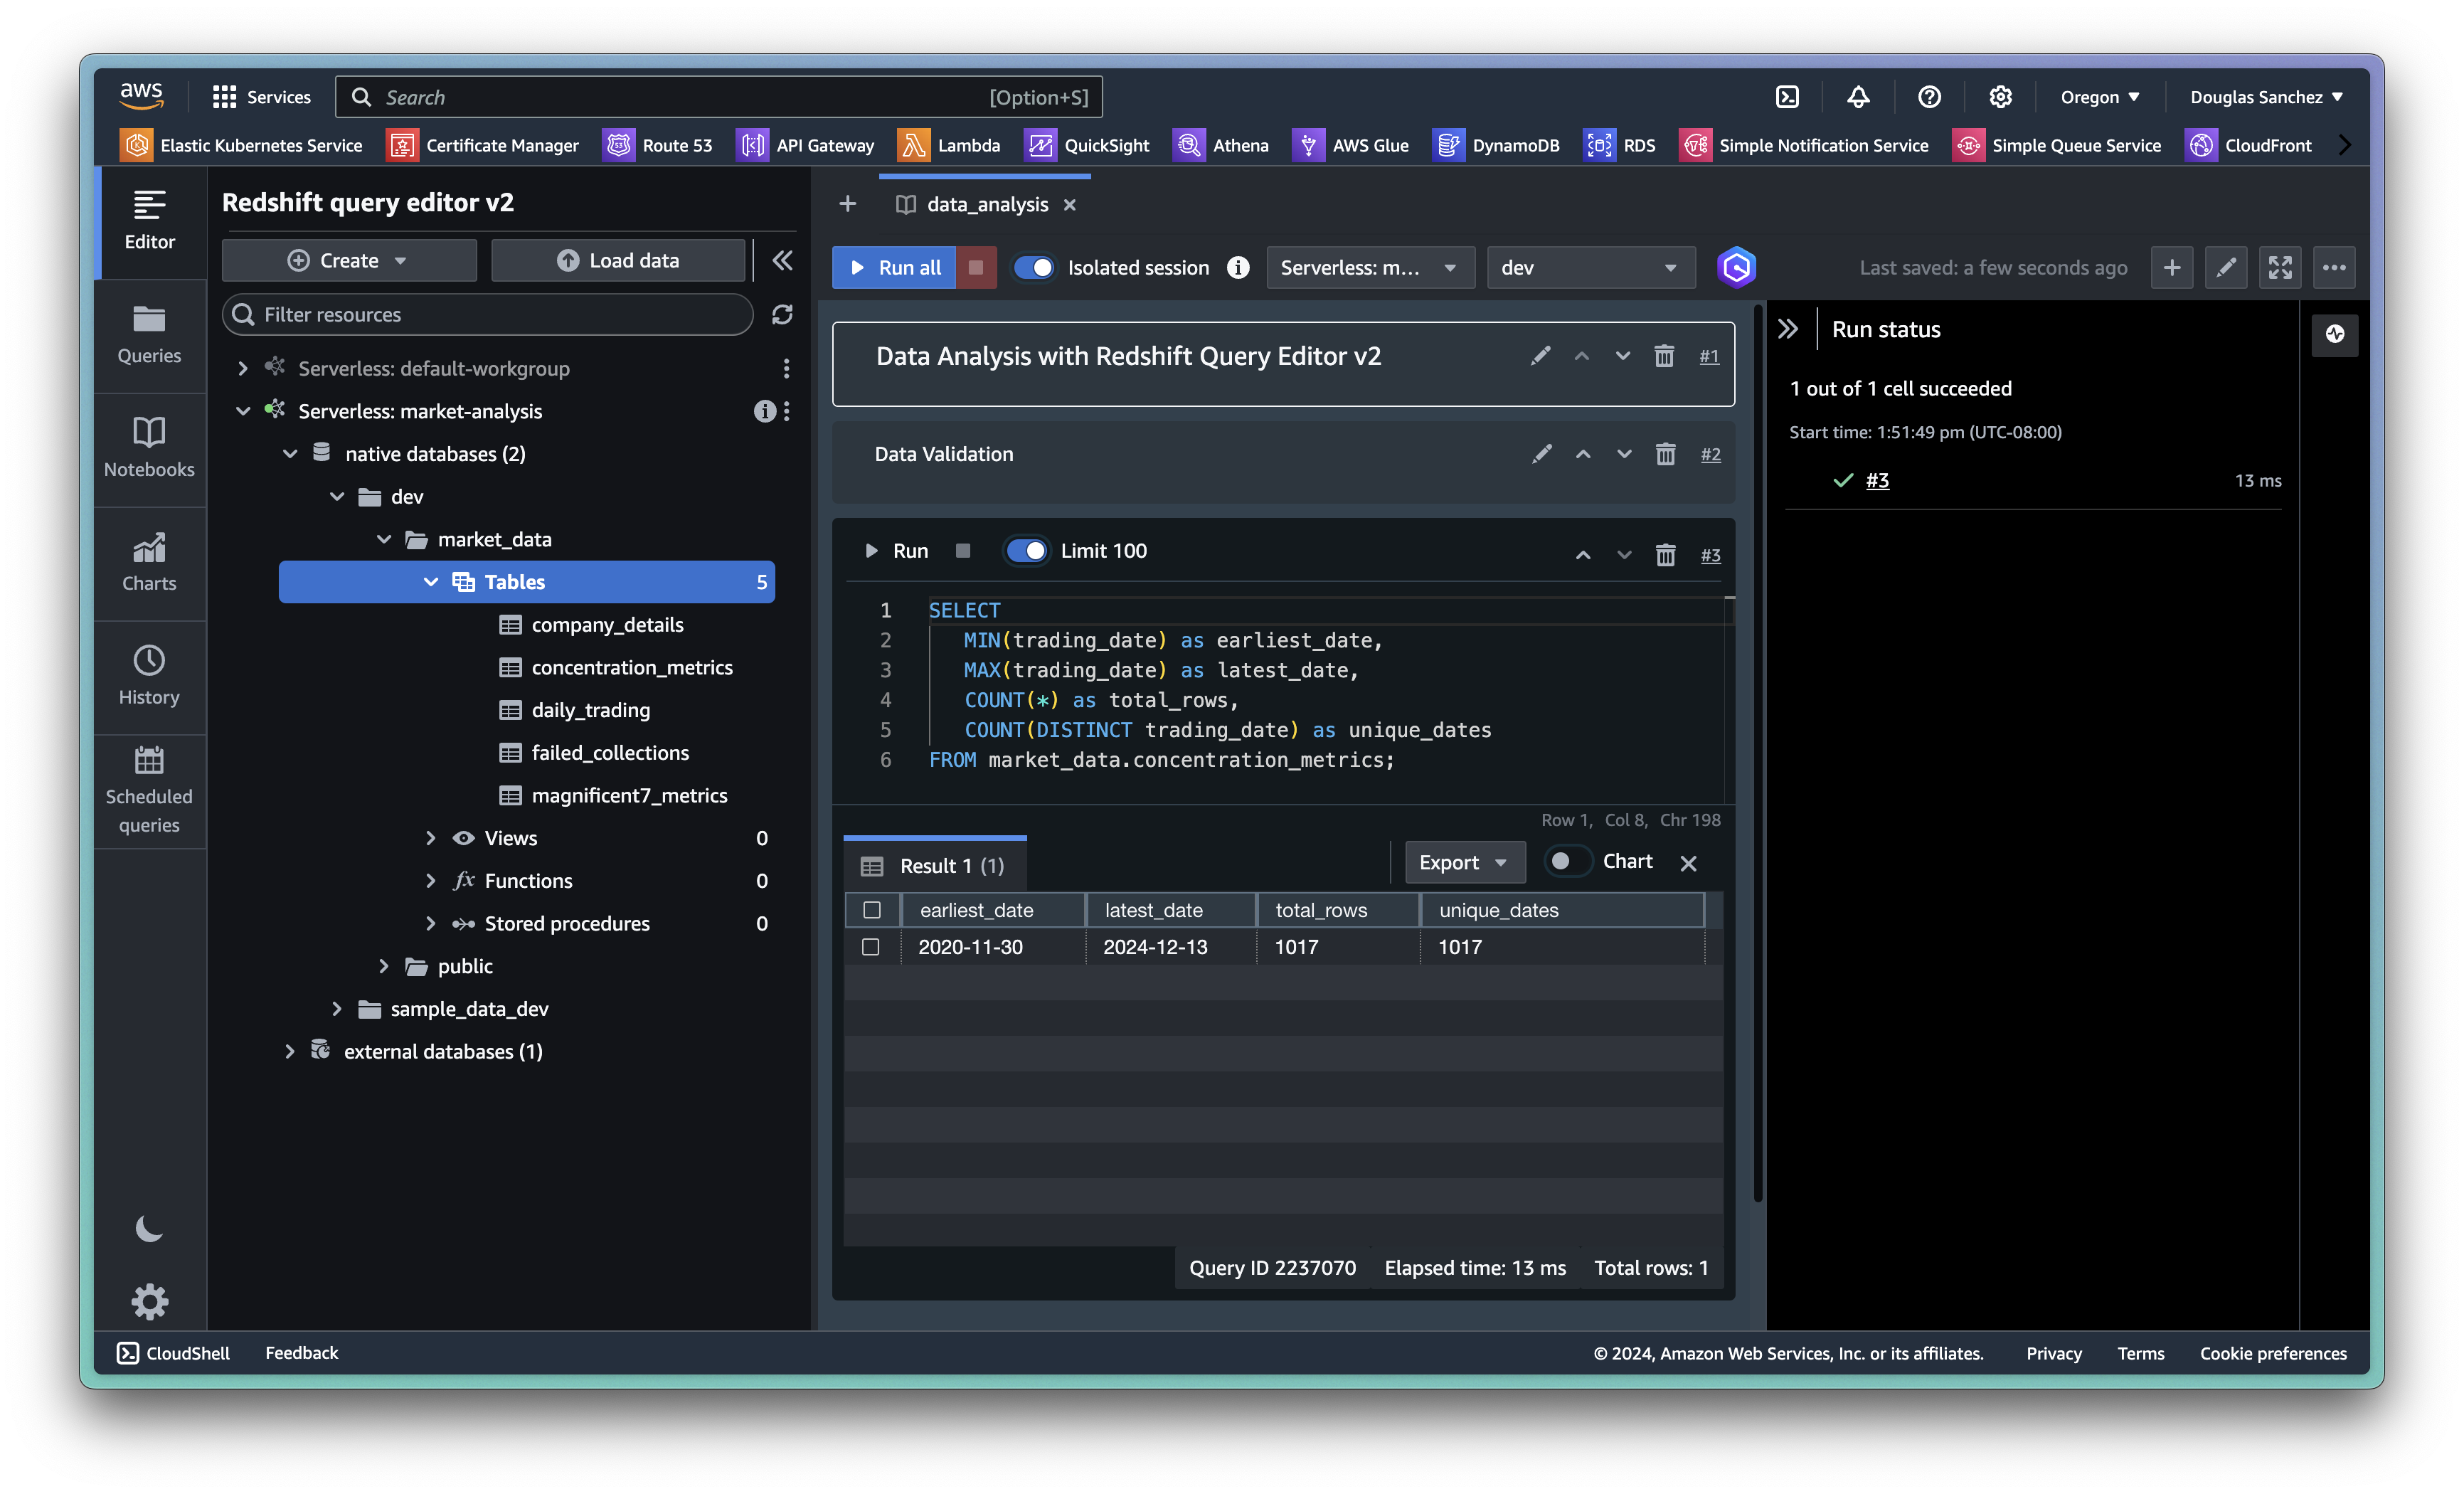 aws
Services
Search
[Option+S]
Oregon
Douglas Sanchez
Elastic Kubernetes Service
Certificate Manager
Route 53
API Gateway
Lambda
QuickSight
Athena
AWS Glue
DynamoDB
RDS
Simple Notification Service
Simple Queue Service
CloudFront
Editor
Queries
Notebooks
Charts
History
Scheduled
queries
Redshift query editor v2
Create
Load data
Filter resources
Serverless: default-workgroup
Serverless: market-analysis
native databases (2)
dev
market_data
Tables 5
company_details
concentration_metrics
daily_trading
failed_collections
magnificent7_metrics
Views 0
fx Functions 0
Stored procedures 0
public
sample_data_dev
external databases (1)
data_analysis
Run all
Isolated session
Serverless: m...
dev
Last saved: a few seconds ago
Data Analysis with Redshift Query Editor v2
#1
Data Validation
#2
Run
Limit 100
#3
1 SELECT
2 MIN(trading_date) as earliest_date,
3 MAX(trading_date) as latest_date,
4 COUNT(*) as total_rows,
5 COUNT(DISTINCT trading_date) as unique_dates
6 FROM market_data.concentration_metrics;
Row 1, Col 8, Chr 198
Result 1 (1)
Export
Chart
earliest_date latest_date total_rows unique_dates
2020-11-30 2024-12-13 1017 1017
Query ID 2237070 Elapsed time: 13 ms Total rows: 1
Run status
1 out of 1 cell succeeded
Start time: 1:51:49 pm (UTC-08:00)
#3 13 ms
CloudShell
Feedback
© 2024, Amazon Web Services, Inc. or its affiliates.
Privacy
Terms
Cookie preferences